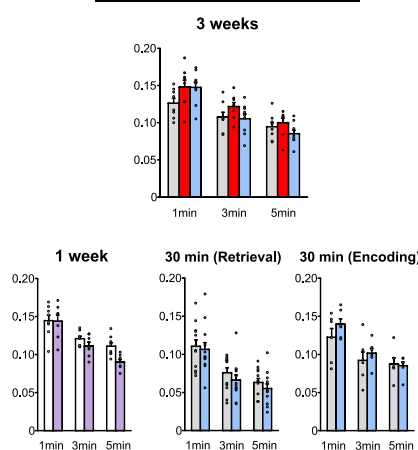 3 weeks
0.20
0.15
0.10
0.05
0
1min 3min 5min
1 week 30 min (Retrieval) 30 min (Encoding)
0.20 0.20 0.20
0.15 0.15 0.15
0.10 0.10 0.10
0.05 0.05 0.05
0 0 0
1min 3min 5min 1min 3min 5min 1min 3min 5min